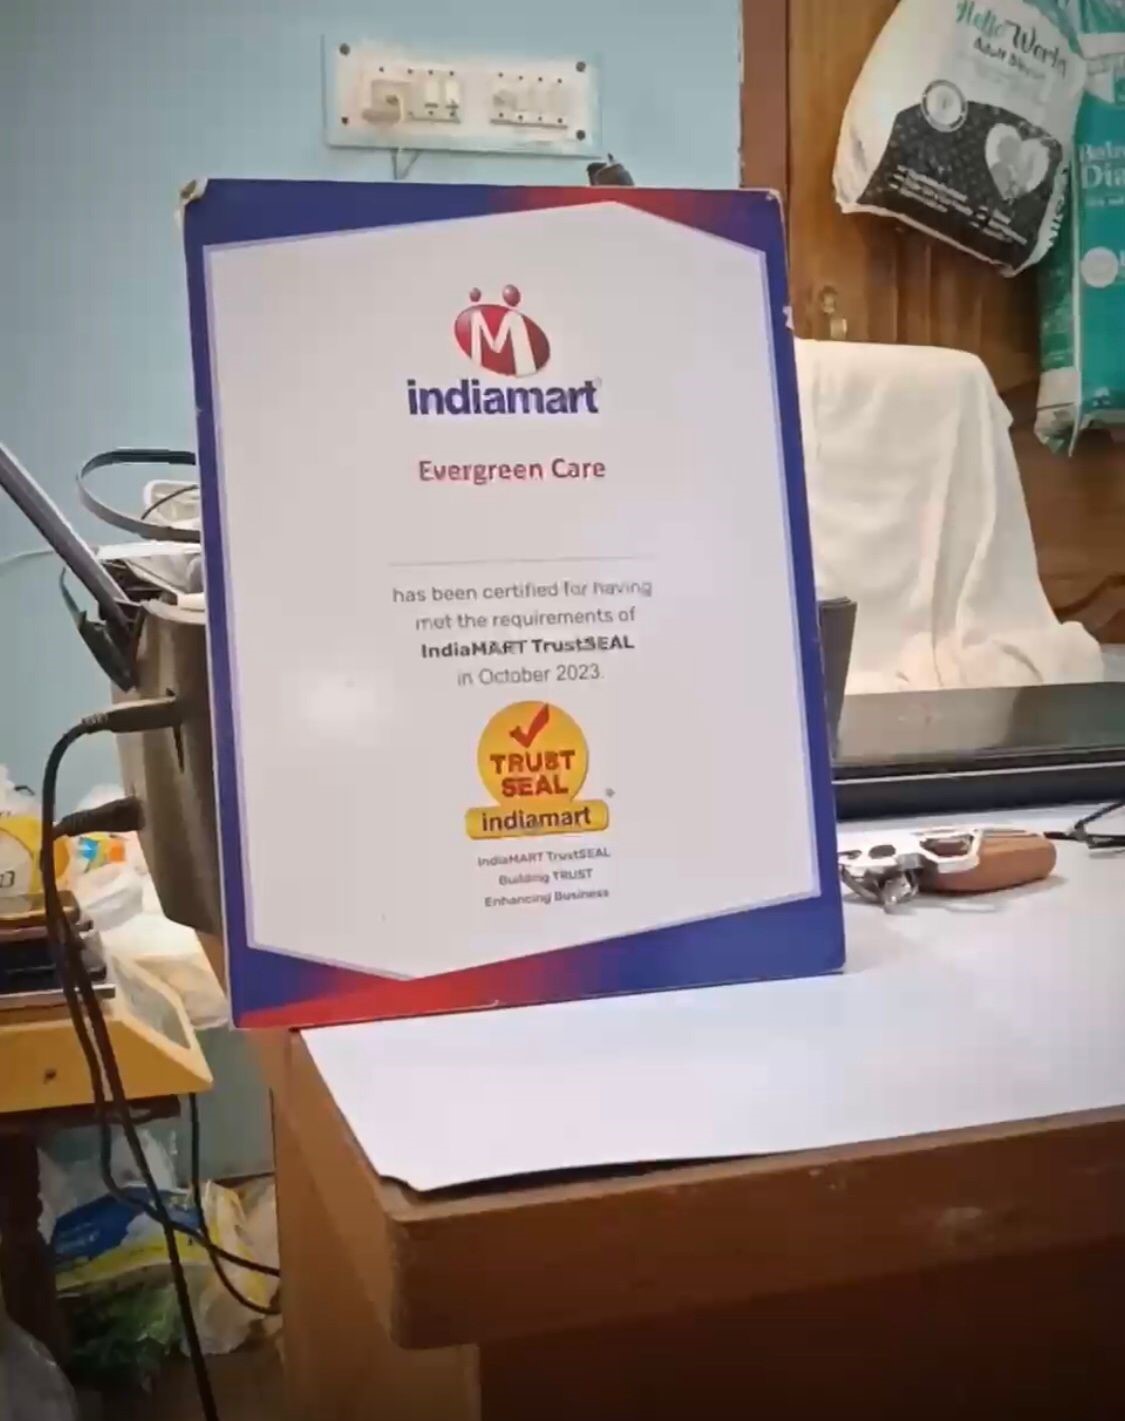 Hello World
Adult Diaper
indiamart
Evergreen Care
has been certified for having
met the requirements of
IndiaMART TrustSEAL
in October 2023.
TRUST
SEAL
indiamart
IndiaMART TrustSEAL
Building TRUST
Enhancing Business